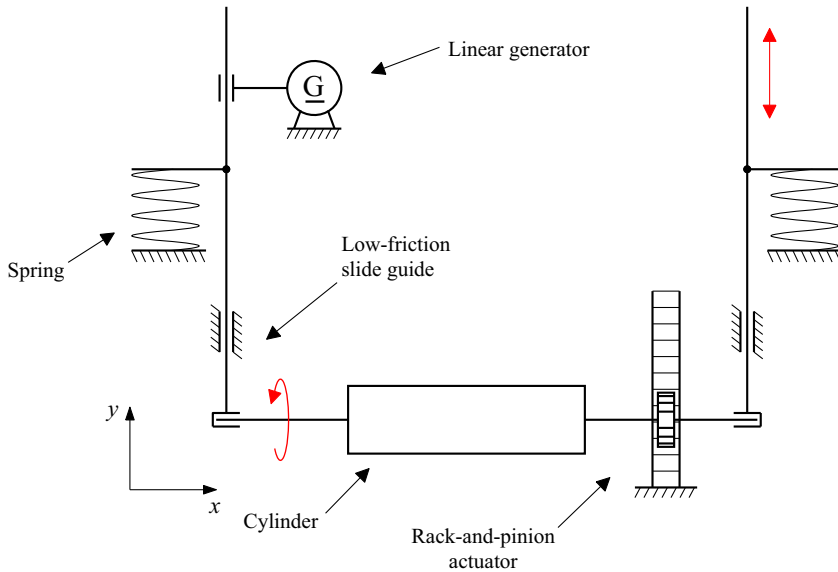 Linear generator
G
Spring
Low-friction
slide guide
y
x
Cylinder
Rack-and-pinion
actuator